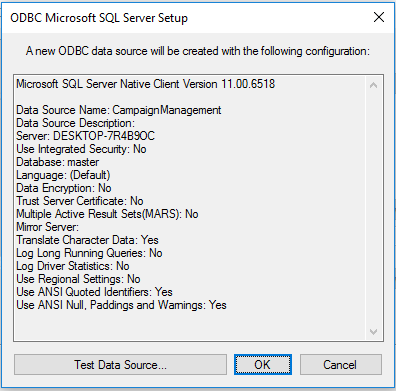 ODBC Microsoft SQL Server Setup
A new ODBC data source will be created with the following configuration:
Microsoft SQL Server Native Client Version 11.00.6518
Data Source Name: CampaignManagement
Data Source Description:
Server: DESKTOP-7R4B9OC
Use Integrated Security: No
Database: master
Language: (Default)
Data Encryption: No
Trust Server Certificate: No
Multiple Active Result Sets(MARS): No
Mirror Server:
Translate Character Data: Yes
Log Long Running Queries: No
Log Driver Statistics: No
Use Regional Settings: No
Use ANSI Quoted Identifiers: Yes
Use ANSI Null, Paddings and Warnings: Yes
Test Data Source... OK Cancel